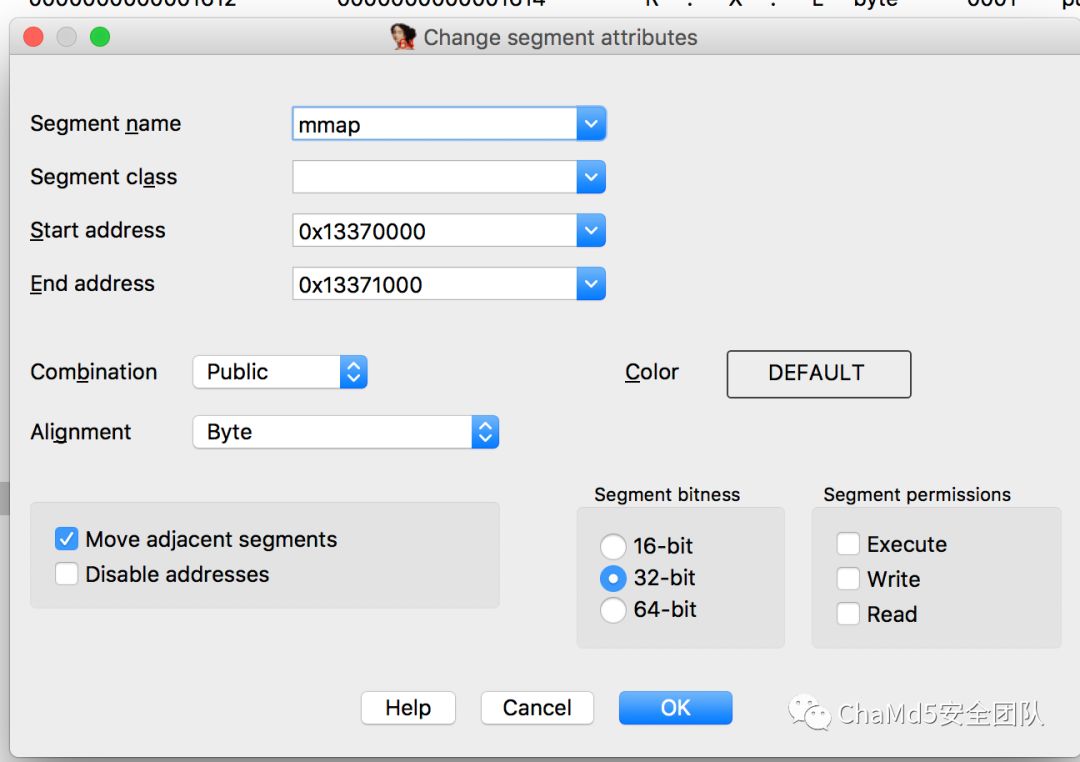 Change segment attributes
Segment name mmap
Segment class
Start address 0x13370000
End address 0x13371000
Combination Public Color DEFAULT
Alignment Byte
Segment bitness Segment permissions
Move adjacent segments 16-bit Execute
Disable addresses 32-bit Write
64-bit Read
Help Cancel OK
ChaMd5安全团队